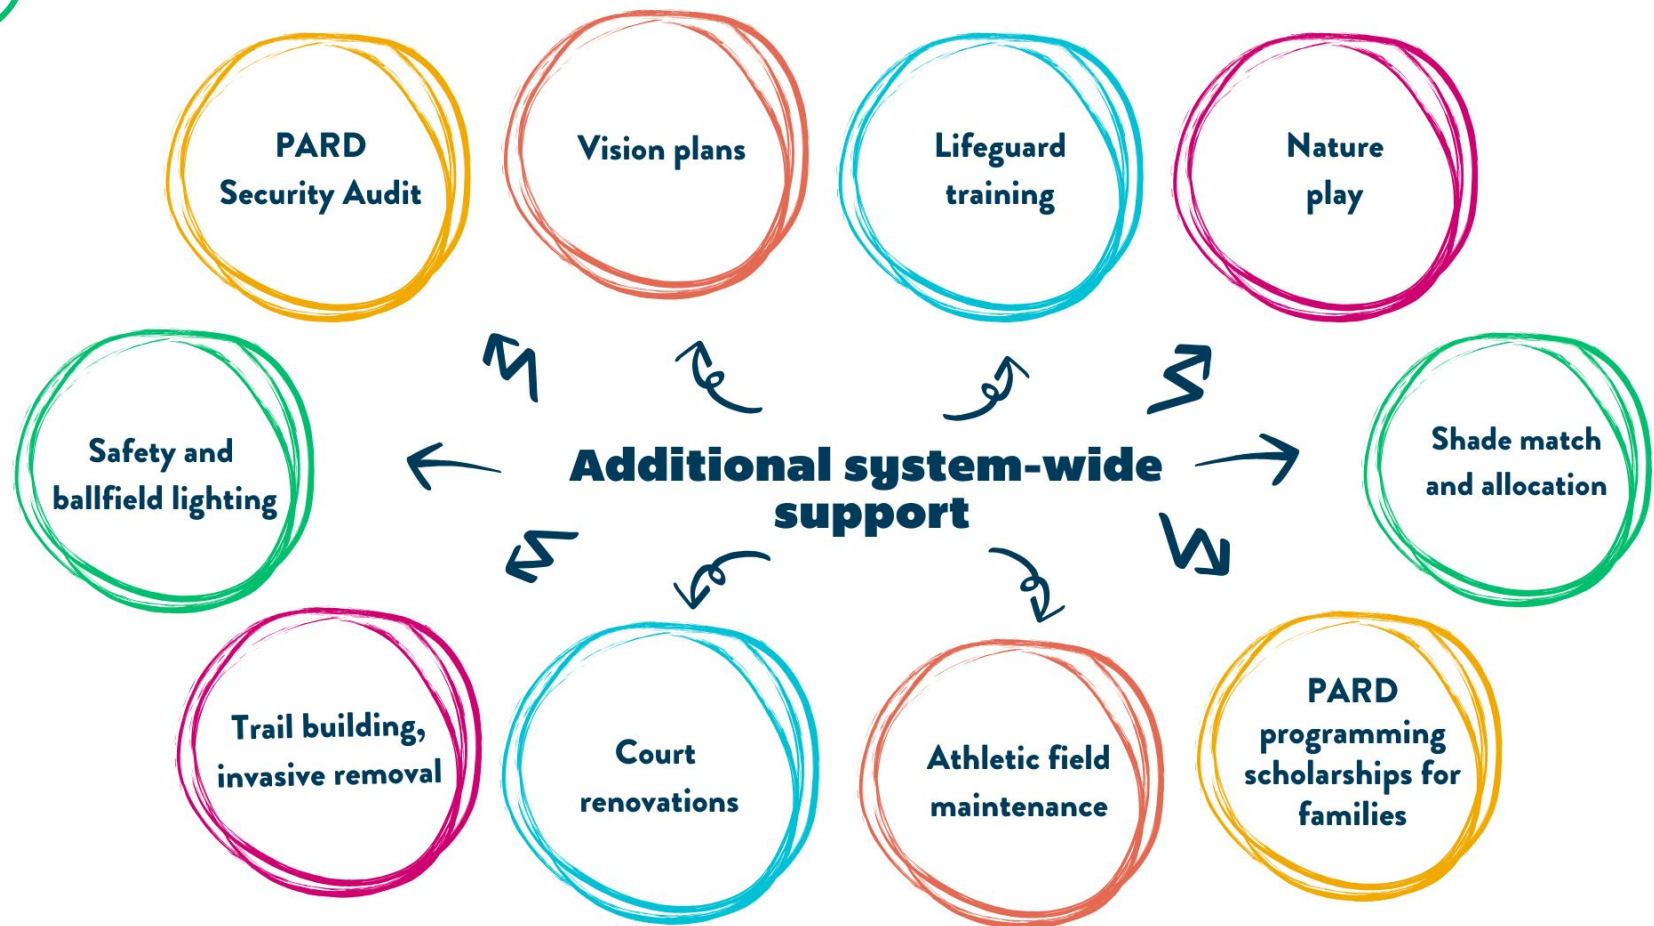 PARD
Security Audit
Vision plans
Lifeguard
training
Nature
play
Safety and
ballfield lighting
Additional system-wide
support
Shade match
and allocation
Trail building,
invasive removal
Court
renovations
Athletic field
maintenance
PARD
programming
scholarships for
families